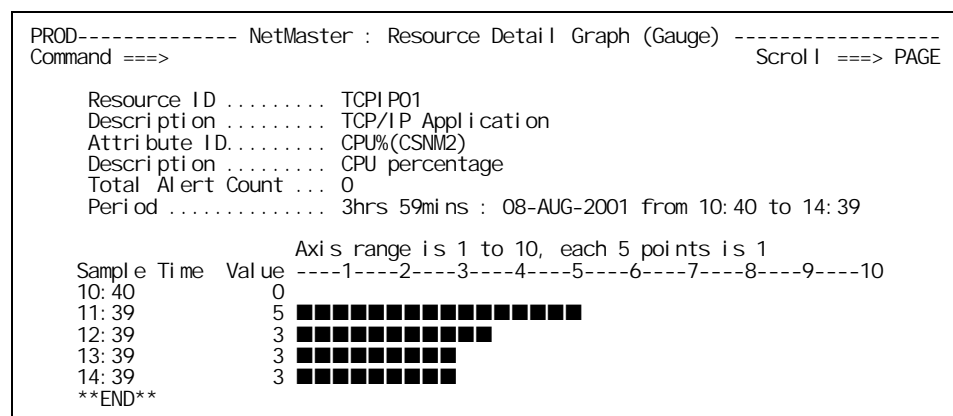 PROD-------------- NetMaster : Resource Detail Graph (Gauge) ------------------
Command ===> Scroll ===> PAGE
Resource ID ......... TCPIP01
Description ......... TCP/IP Application
Attribute ID......... CPU%(CSNM2)
Description ......... CPU percentage
Total Alert Count ... 0
Period .............. 3hrs 59mins : 08-AUG-2001 from 10:40 to 14:39
Axis range is 1 to 10, each 5 points is 1
Sample Time Value ----1----2----3----4----5----6----7----8----9----10
10:40 0
11:39 5
12:39 3
13:39 3
14:39 3
**END**